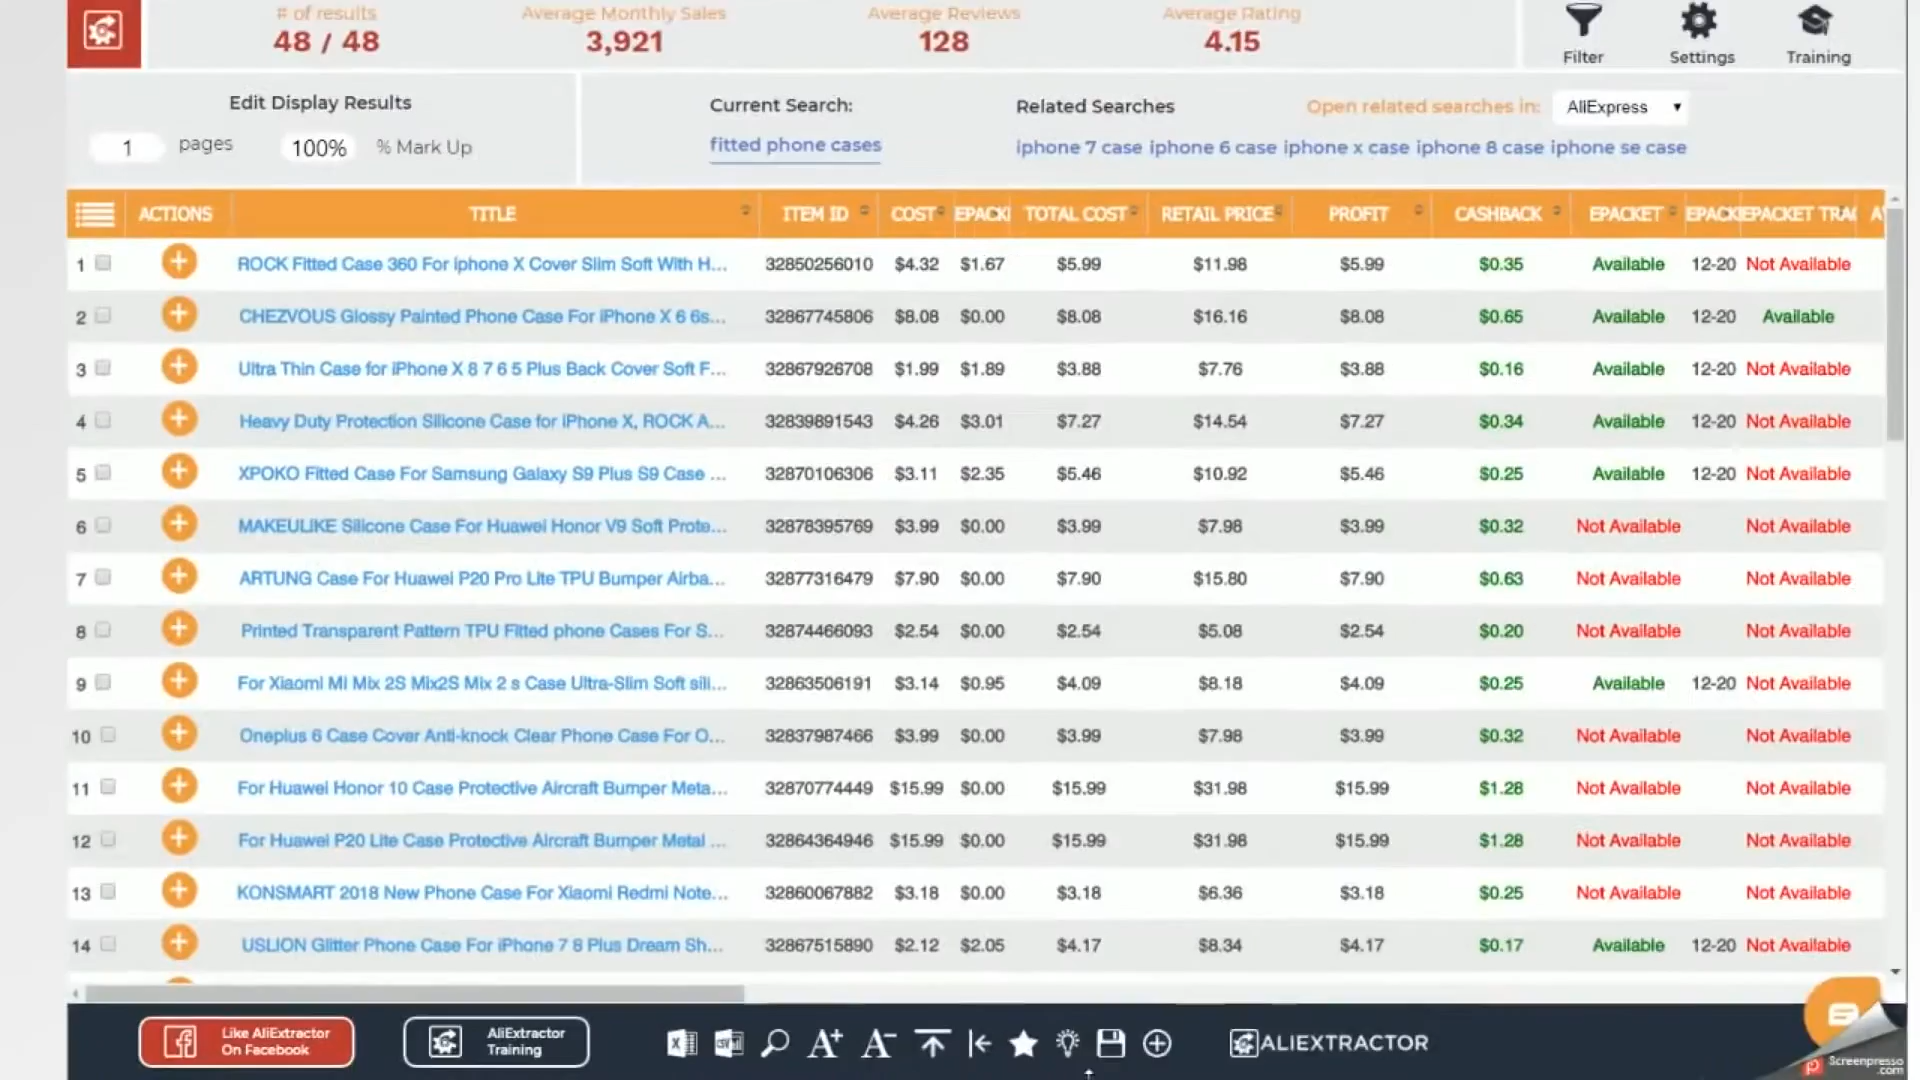 # of results
Average Monthly Sales
Average Reviews
Average Rating
48 / 48
3,921
128
4.15
Filter
Settings
Training
Edit Display Results
1 pages 100% % Mark Up
Current Search:
fitted phone cases
Related Searches
Open related searches in: AliExpress
iphone 7 case iphone 6 case iphone x case iphone 8 case iphone se case
ACTIONS TITLE ITEM ID COST EPACK TOTAL COST RETAIL PRICE PROFIT CASHBACK EPACKET EPACK EPACKET TRA A
1 ROCK Fitted Case 360 For iphone X Cover Slim Soft With H... 32850256010 $4.32 $1.67 $5.99 $11.98 $5.99 $0.35 Available 12-20 Not Available
2 CHEZVOUS Glossy Painted Phone Case For iPhone X 6 6s... 32867745806 $8.08 $0.00 $8.08 $16.16 $8.08 $0.65 Available 12-20 Available
3 Ultra Thin Case for iPhone X 8 7 6 5 Plus Back Cover Soft F... 32867926708 $1.99 $1.89 $3.88 $7.76 $3.88 $0.16 Available 12-20 Not Available
4 Heavy Duty Protection Silicone Case for iPhone X, ROCK A... 32839891543 $4.26 $3.01 $7.27 $14.54 $7.27 $0.34 Available 12-20 Not Available
5 XPOKO Fitted Case For Samsung Galaxy S9 Plus S9 Case ... 32870106306 $3.11 $2.35 $5.46 $10.92 $5.46 $0.25 Available 12-20 Not Available
6 MAKEULIKE Silicone Case For Huawei Honor V9 Soft Prote... 32878395769 $3.99 $0.00 $3.99 $7.98 $3.99 $0.32 Not Available Not Available
7 ARTUNG Case For Huawei P20 Pro Lite TPU Bumper Airba... 32877316479 $7.90 $0.00 $7.90 $15.80 $7.90 $0.63 Not Available Not Available
8 Printed Transparent Pattern TPU Fitted phone Cases For S... 32874466093 $2.54 $0.00 $2.54 $5.08 $2.54 $0.20 Not Available Not Available
9 For Xiaomi Mi Mix 2S Mix2S Mix 2 s Case Ultra-Slim Soft sili... 32863506191 $3.14 $0.95 $4.09 $8.18 $4.09 $0.25 Available 12-20 Not Available
10 Oneplus 6 Case Cover Anti-knock Clear Phone Case For O... 32837987466 $3.99 $0.00 $3.99 $7.98 $3.99 $0.32 Not Available Not Available
11 For Huawei Honor 10 Case Protective Aircraft Bumper Meta... 32870774449 $15.99 $0.00 $15.99 $31.98 $15.99 $1.28 Not Available Not Available
12 For Huawei P20 Lite Case Protective Aircraft Bumper Metal ... 32864364946 $15.99 $0.00 $15.99 $31.98 $15.99 $1.28 Not Available Not Available
13 KONSMART 2018 New Phone Case For Xiaomi Redmi Note... 32860067882 $3.18 $0.00 $3.18 $6.36 $3.18 $0.25 Not Available Not Available
14 USLION Glitter Phone Case For iPhone 7 8 Plus Dream Sh... 32867515890 $2.12 $2.05 $4.17 $8.34 $4.17 $0.17 Available 12-20 Not Available
Like AliExtractor
On Facebook
AliExtractor
Training
A+ A-
ALIEXTRACTOR
Screenpresso
.com